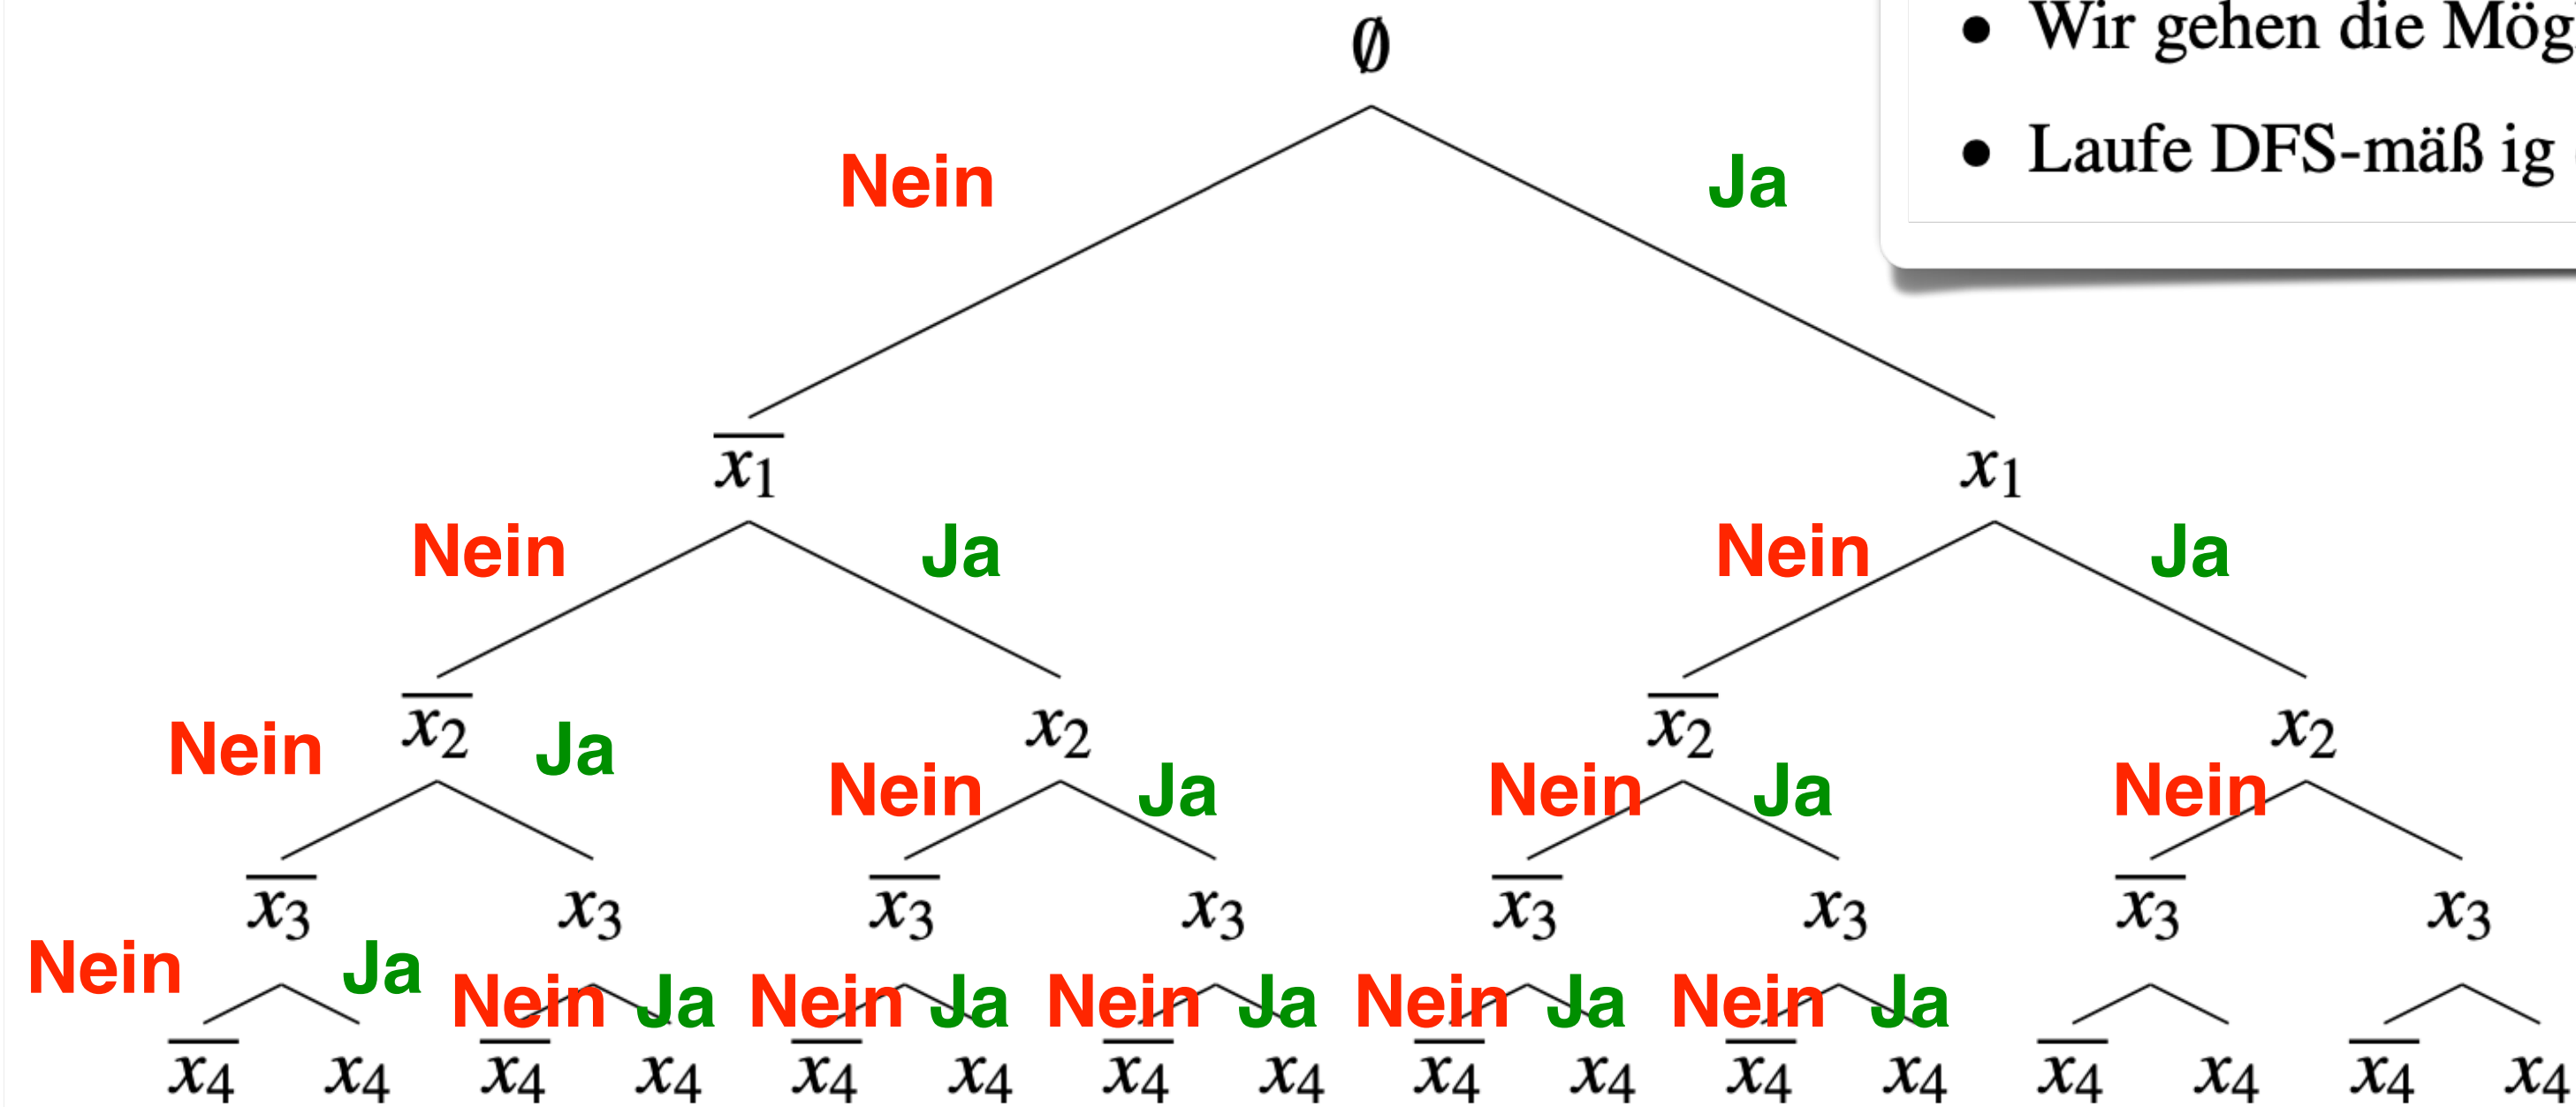 ∅
• Wir gehen die Mög
• Laufe DFS-mäß ig
Nein Ja
x̅₁ x₁
Nein Ja Nein Ja
x̅₂ x₂ x̅₂ x₂
Nein Ja Nein Ja Nein Ja Nein
x̅₃ x₃ x̅₃ x₃ x̅₃ x₃ x̅₃ x₃
Nein Ja Nein Ja Nein Ja Nein Ja Nein Ja Nein Ja
x̅₄ x₄ x̅₄ x₄ x̅₄ x₄ x̅₄ x₄ x̅₄ x₄ x̅₄ x₄ x̅₄ x₄ x̅₄ x₄